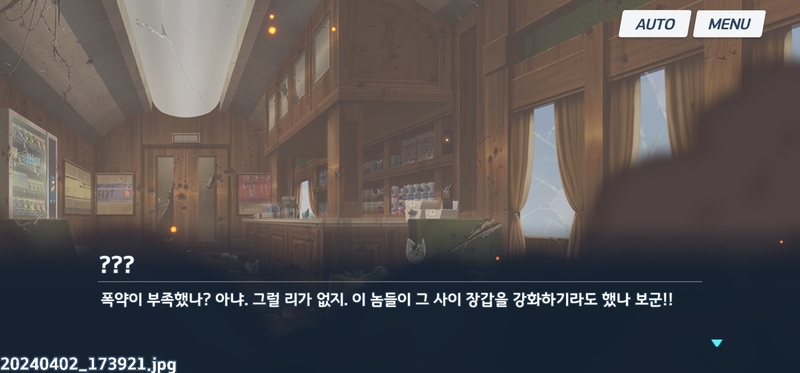 AUTO MENU
???
폭약이 부족했나? 아냐. 그럴 리가 없지. 이 놈들이 그 사이 장갑을 강화하기라도 했나 보군!!
20240402_173921.jpg